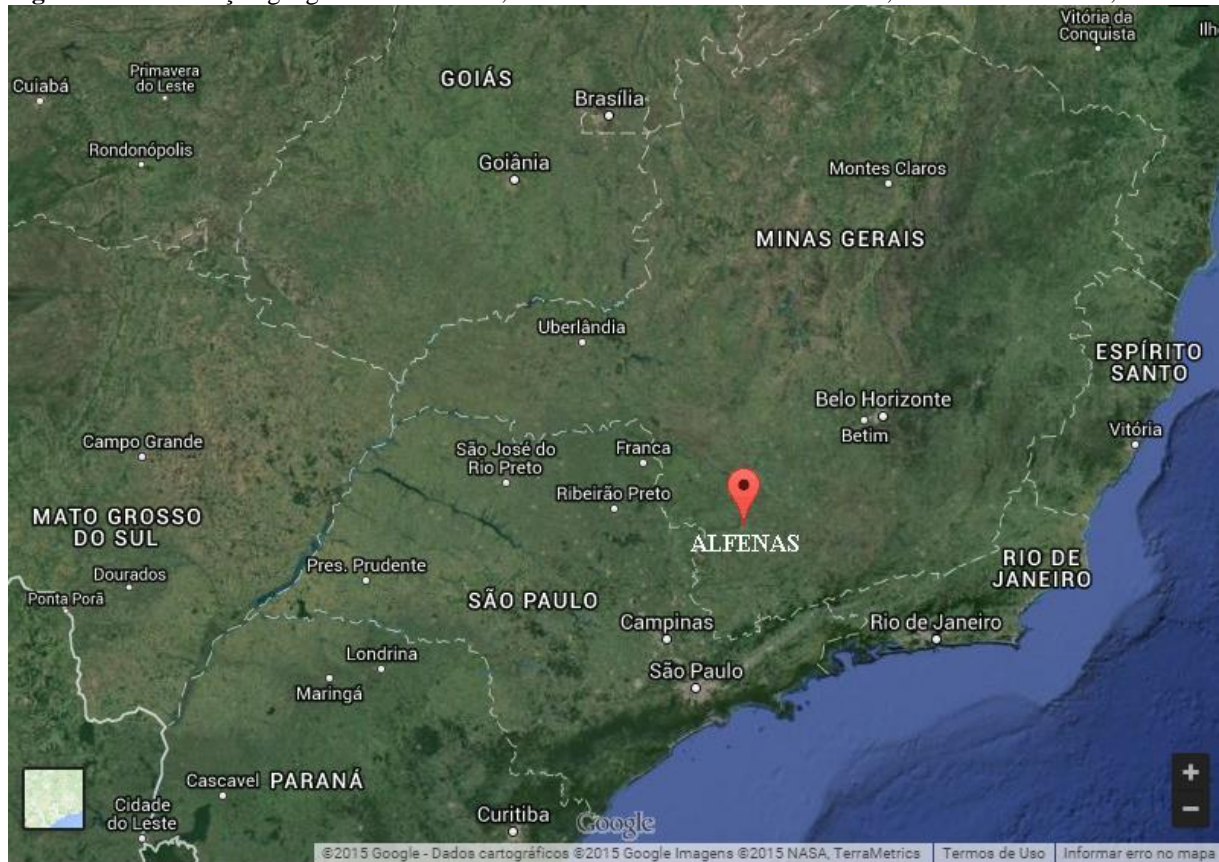 Vitória da
Conquista
Ilh
Primavera
do Leste
Cuiabá
GOIÁS
Brasília
Rondonópolis
Goiânia
Montes Claros
MINAS GERAIS
Uberlândia
ESPÍRITO
SANTO
Belo Horizonte
Betim
Vitória
Campo Grande
São José do
Rio Preto
Franca
Ribeirão Preto
MATO GROSSO
DO SUL
ALFENAS
Dourados
Pres. Prudente
RIO DE
JANEIRO
Ponta Porã
SÃO PAULO
Campinas
Rio de Janeiro
Londrina
São Paulo
Maringá
Cascavel
PARANÁ
Cidade
do Leste
Curitiba
Google
+
−
©2015 Google - Dados cartográficos ©2015 Google Imagens ©2015 NASA, TerraMetrics
Termos de Uso
Informar erro no mapa